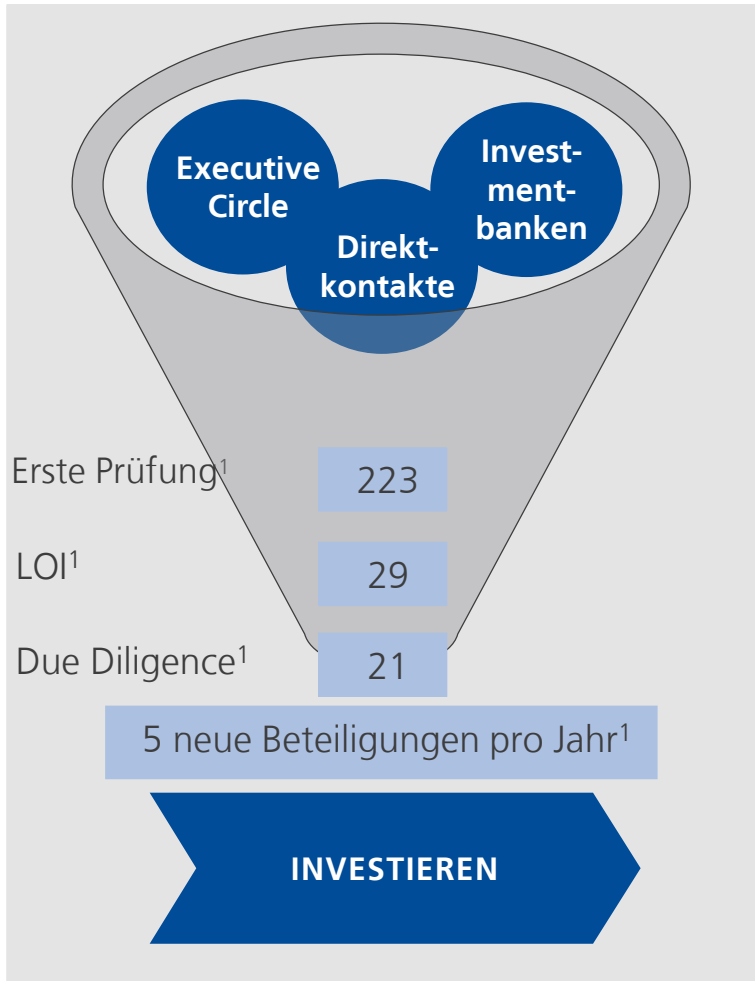 Executive
Circle
Direkt-
kontakte
Invest-
ment-
banken
Erste Prüfung¹
223
LOI¹
29
Due Diligence¹
21
5 neue Beteiligungen pro Jahr¹
INVESTIEREN